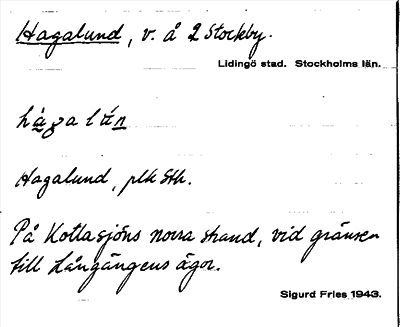 Hagalund, v. å 2 Stockby.
Lidingö stad. Stockholms län.
Hagalund, plk Sth.
På Kottlasjöns norra strand, vid gränsen
till Långängens ägor.
Sigurd Fries 1943.